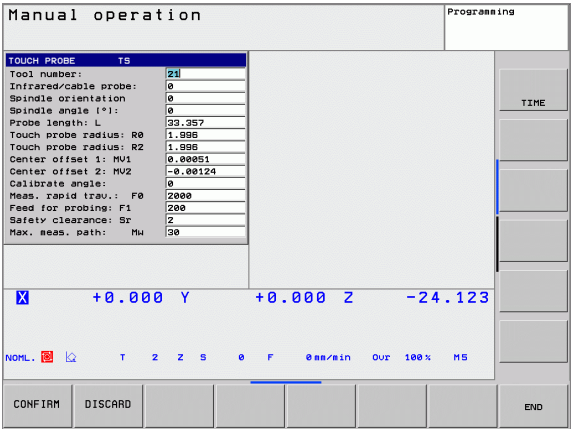 Manual operation
Programming
TOUCH PROBE TS
Tool number: 21
Infrared/cable probe: 0
Spindle orientation 0
Spindle angle [°]: 0
Probe length: L 33.357
Touch probe radius: R0 1.996
Touch probe radius: R2 1.996
Center offset 1: MV1 0.00051
Center offset 2: MV2 -0.00124
Calibrate angle: 0
Meas. rapid trav.: F0 2000
Feed for probing: F1 200
Safety clearance: Sr 2
Max. meas. path: MW 30
TIME
X +0.000 Y +0.000 Z -24.123
NOML. T 2 Z S 0 F 0mm/min Ovr 100% M5
CONFIRM DISCARD END